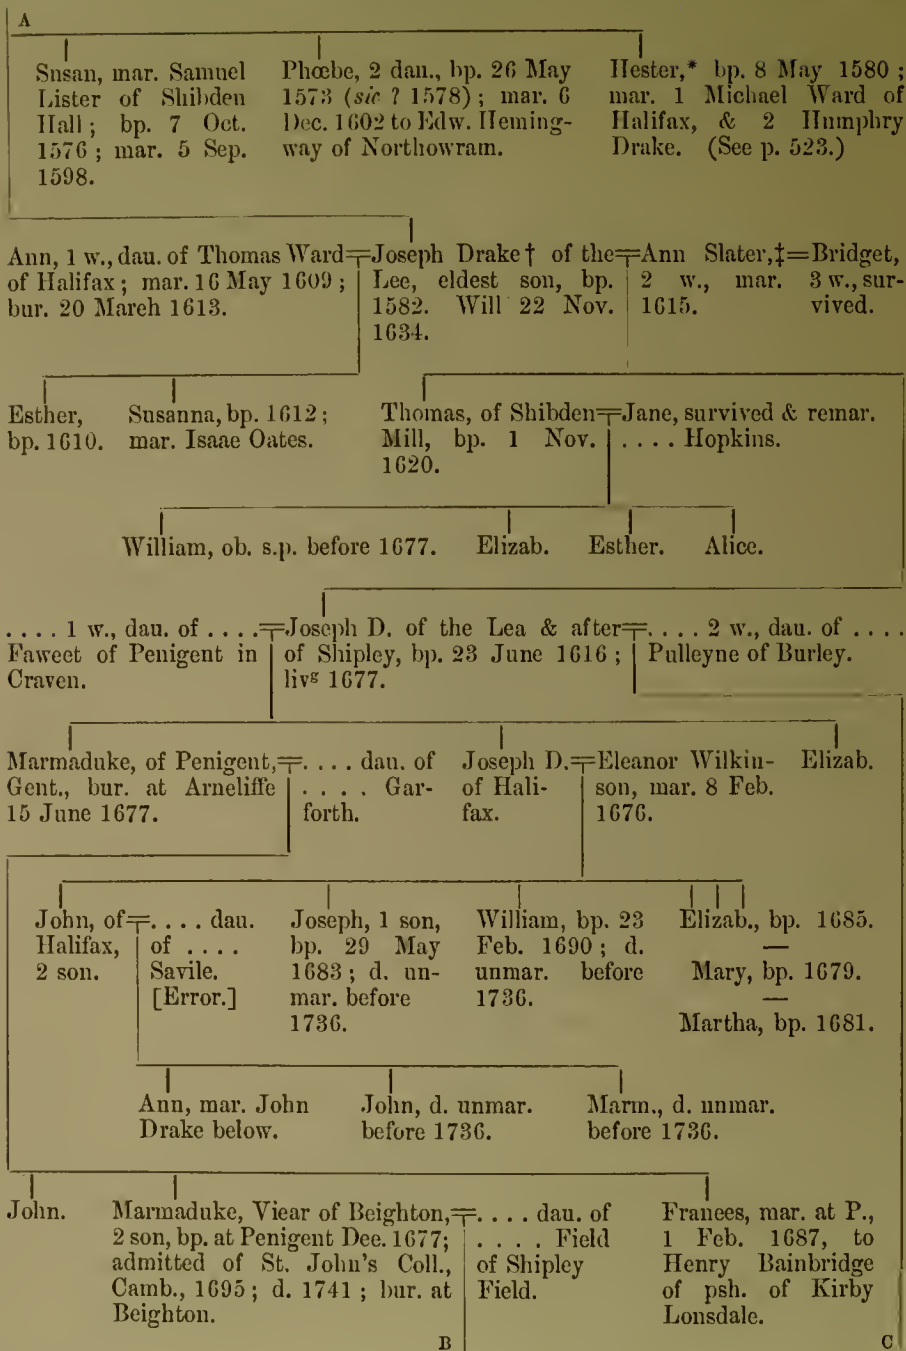 A
Susan, mar. Samuel
Lister of Shibden
Hall; bp. 7 Oct.
1576; mar. 5 Sep.
1598.
Phœbe, 2 dau., bp. 26 May
1573 (sic ? 1578); mar. 6
Dec. 1602 to Edw. Heming-
way of Northowram.
Hester,* bp. 8 May 1580;
mar. 1 Michael Ward of
Halifax, & 2 Humphry
Drake. (See p. 523.)
Ann, 1 w., dau. of Thomas Ward
of Halifax; mar. 16 May 1609;
bur. 20 March 1613.
Joseph Drake† of the
Lee, eldest son, bp.
1582. Will 22 Nov.
1634.
Ann Slater,‡
2 w., mar.
1615.
=Bridget,
3 w., sur-
vived.
Esther,
bp. 1610.
Susanna, bp. 1612;
mar. Isaac Oates.
Thomas, of Shibden
Mill, bp. 1 Nov.
1620.
Jane, survived & remar.
. . . . Hopkins.
William, ob. s.p. before 1677.
Elizab.
Esther.
Alice.
. . . . 1 w., dau. of . . . .
Fawcet of Penigent in
Craven.
Joseph D. of the Lea & after
of Shipley, bp. 23 June 1616;
livᵍ 1677.
. . . . 2 w., dau. of . . . .
Pulleyne of Burley.
Marmaduke, of Penigent,
Gent., bur. at Arncliffe
15 June 1677.
. . . . dau. of
. . . . Gar-
forth.
Joseph D.
of Hali-
fax.
Eleanor Wilkin-
son, mar. 8 Feb.
1676.
Elizab.
John, of
Halifax,
2 son.
. . . . dau.
of . . . .
Savile.
[Error.]
Joseph, 1 son,
bp. 29 May
1683; d. un-
mar. before
1736.
William, bp. 23
Feb. 1690; d.
unmar. before
1736.
Elizab., bp. 1685.
—
Mary, bp. 1679.
—
Martha, bp. 1681.
Ann, mar. John
Drake below.
John, d. unmar.
before 1736.
Marm., d. unmar.
before 1736.
John.
Marmaduke, Vicar of Beighton,
2 son, bp. at Penigent Dec. 1677;
admitted of St. John's Coll.,
Camb., 1695; d. 1741; bur. at
Beighton.
. . . . dau. of
. . . . Field
of Shipley
Field.
Frances, mar. at P.,
1 Feb. 1687, to
Henry Bainbridge
of psh. of Kirby
Lonsdale.
B
C